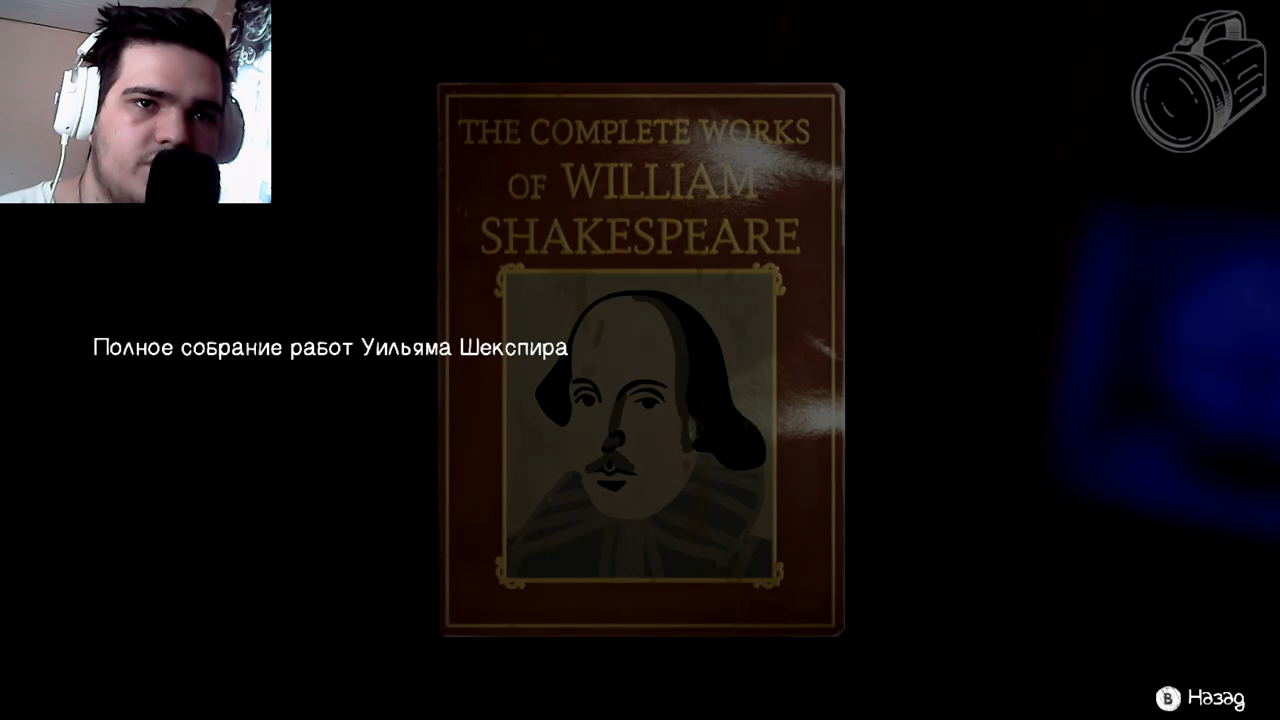 THE COMPLETE WORKS
OF WILLIAM
SHAKESPEARE
Полное собрание работ Уильяма Шекспира
B Назад